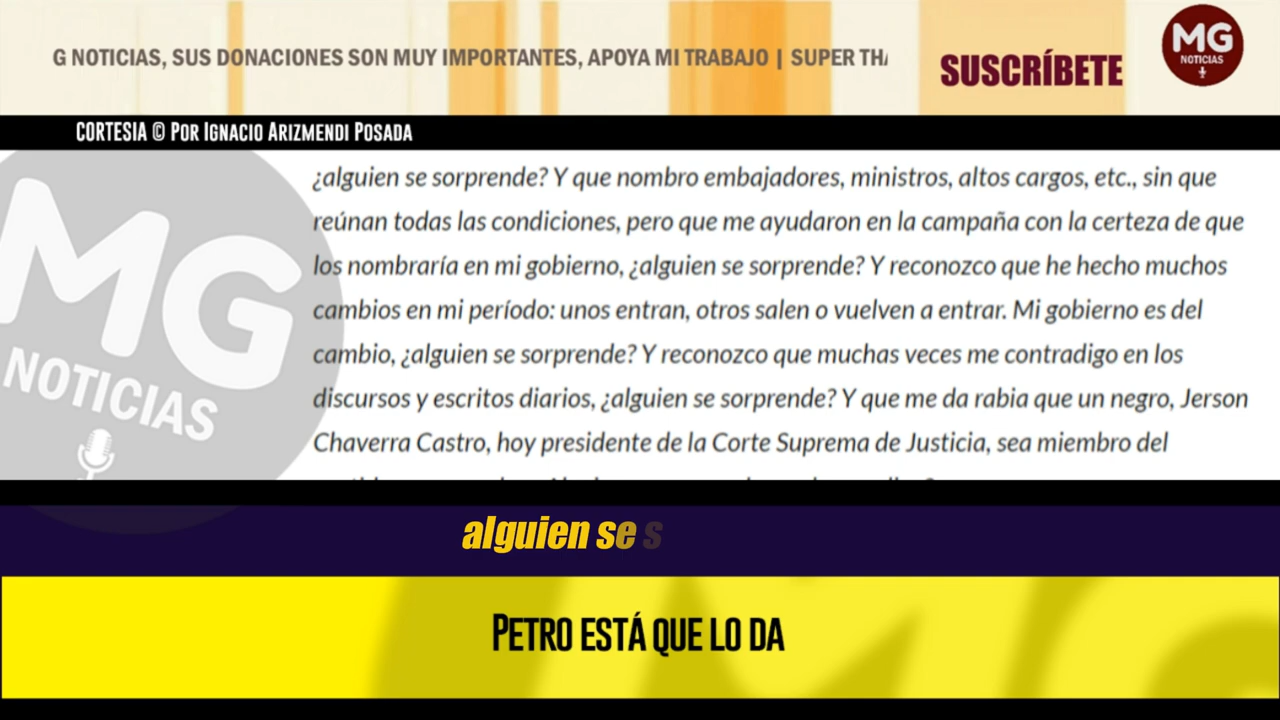 G NOTICIAS, SUS DONACIONES SON MUY IMPORTANTES, APOYA MI TRABAJO | SUPER
SUSCRÍBETE
MG
NOTICIAS
CORTESIA © POR IGNACIO ARIZMENDI POSADA
¿alguien se sorprende? Y que nombro embajadores, ministros, altos cargos, etc., sin que
reúnan todas las condiciones, pero que me ayudaron en la campaña con la certeza de que
los nombraría en mi gobierno, ¿alguien se sorprende? Y reconozco que he hecho muchos
cambios en mi período: unos entran, otros salen o vuelven a entrar. Mi gobierno es del
cambio, ¿alguien se sorprende? Y reconozco que muchas veces me contradigo en los
discursos y escritos diarios, ¿alguien se sorprende? Y que me da rabia que un negro, Jerson
Chaverra Castro, hoy presidente de la Corte Suprema de Justicia, sea miembro del
MG
NOTICIAS
alguien se s
PETRO ESTÁ QUE LO DA